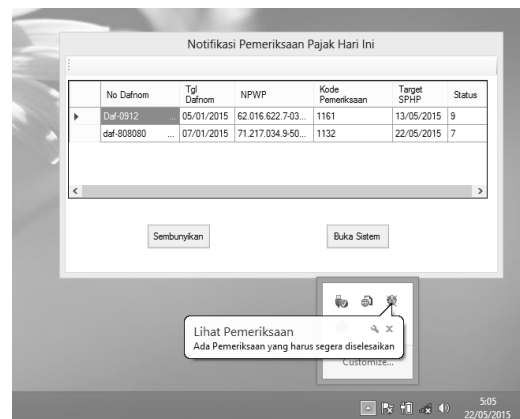 Notifikasi Pemeriksaan Pajak Hari Ini
No Dafnom Tgl Dafnom NPWP Kode Pemeriksaan Target SPHP Status
Daf-0912 ... 05/01/2015 62.016.622.7-03... 1161 13/05/2015 9
daf-808080 ... 07/01/2015 71.217.034.9-50... 1132 22/05/2015 7
Sembunyikan Buka Sistem
Lihat Pemeriksaan
Ada Pemeriksaan yang harus segera diselesaikan
Customize...
5:05
22/05/2015